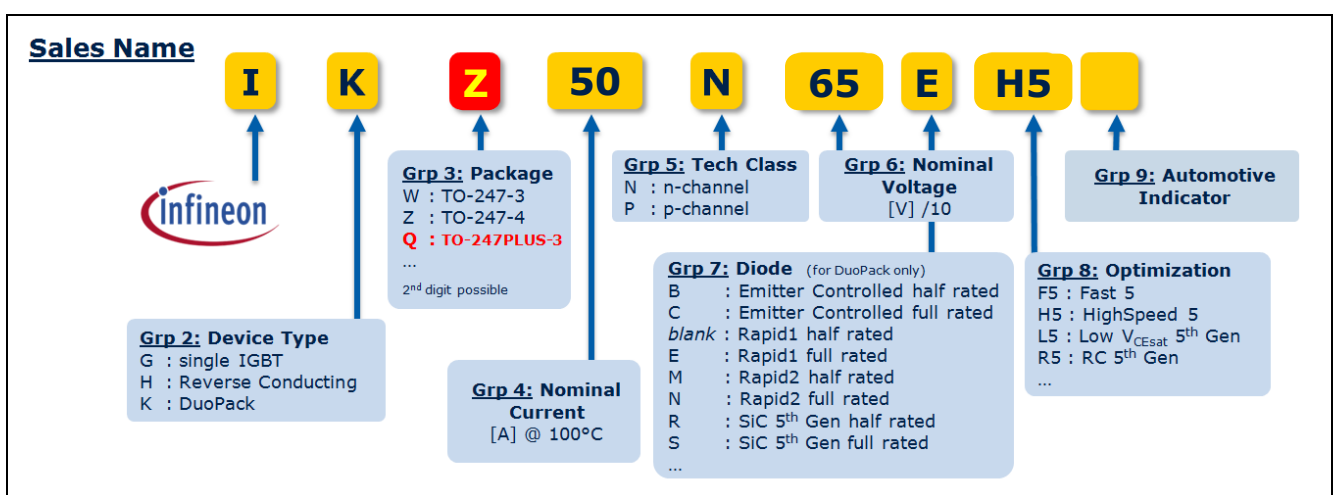 Sales Name
I K Z 50 N 65 E H5
infineon
Grp 3: Package
W : TO-247-3
Z : TO-247-4
Q : TO-247PLUS-3
...
2nd digit possible
Grp 5: Tech Class
N : n-channel
P : p-channel
Grp 6: Nominal
Voltage
[V] /10
Grp 9: Automotive
Indicator
Grp 2: Device Type
G : single IGBT
H : Reverse Conducting
K : DuoPack
Grp 4: Nominal
Current
[A] @ 100°C
Grp 7: Diode (for DuoPack only)
B : Emitter Controlled half rated
C : Emitter Controlled full rated
blank : Rapid1 half rated
E : Rapid1 full rated
M : Rapid2 half rated
N : Rapid2 full rated
R : SiC 5th Gen half rated
S : SiC 5th Gen full rated
...
Grp 8: Optimization
F5 : Fast 5
H5 : HighSpeed 5
L5 : Low VCEsat 5th Gen
R5 : RC 5th Gen
...